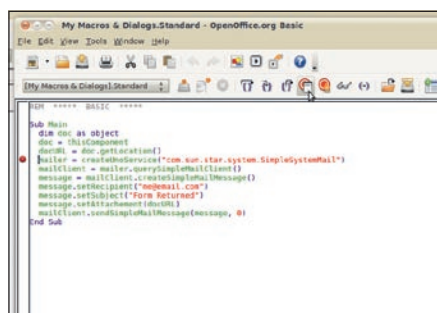 My Macros & Dialogs.Standard - OpenOffice.org Basic
File Edit View Tools Window Help
[My Macros & Dialogs].Standard
REM ***** BASIC *****
Sub Main
dim doc as object
doc = thisComponent
docURL = doc.getLocation()
mailer = createUnoService("com.sun.star.system.SimpleSystemMail")
mailClient = mailer.querySimpleMailClient()
message = mailClient.createSimpleMailMessage()
message.setRecipient("me@email.com")
message.setSubject("Form Returned")
message.setAttachement(docURL)
mailClient.sendSimpleMailMessage(message, 0)
End Sub